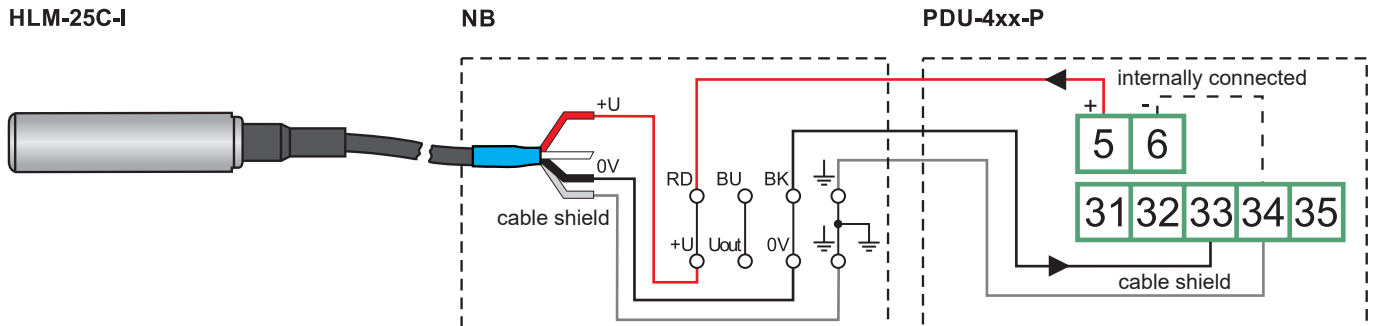 HLM-25C-I
NB
PDU-4xx-P
internally connected
+ -
5 6
+U
0V
cable shield
RD BU BK
+U Uout 0V
31 32 33 34 35
cable shield